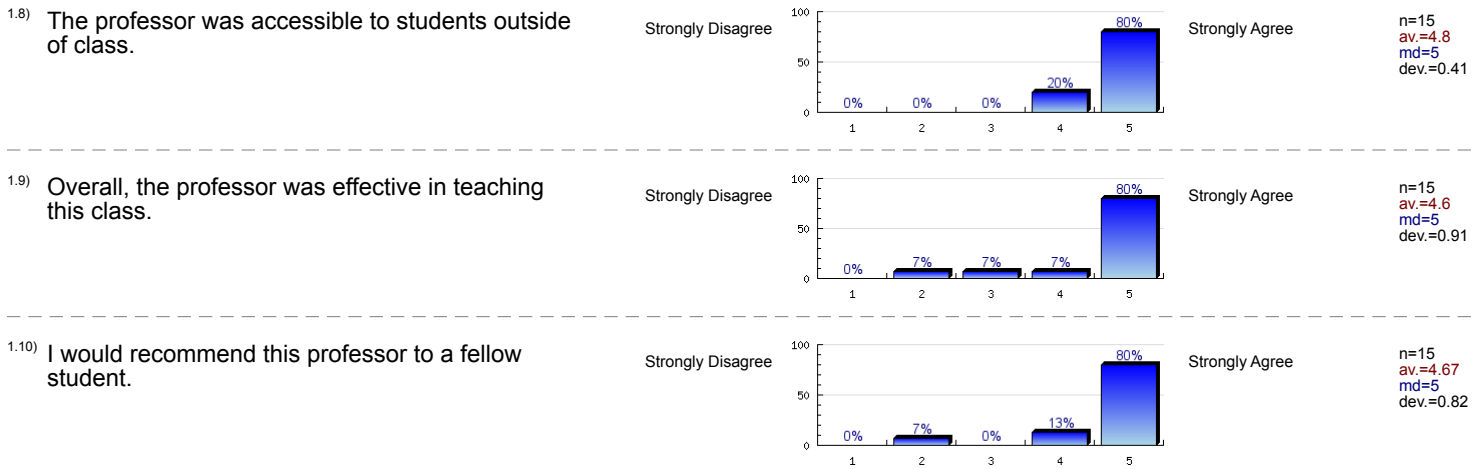 1.8) The professor was accessible to students outside
of class.
Strongly Disagree
100
50
0
0% 0% 0% 20% 80%
1 2 3 4 5
Strongly Agree
n=15
av.=4.8
md=5
dev.=0.41
1.9) Overall, the professor was effective in teaching
this class.
Strongly Disagree
100
50
0
0% 7% 7% 7% 80%
1 2 3 4 5
Strongly Agree
n=15
av.=4.6
md=5
dev.=0.91
1.10) I would recommend this professor to a fellow
student.
Strongly Disagree
100
50
0
0% 7% 0% 13% 80%
1 2 3 4 5
Strongly Agree
n=15
av.=4.67
md=5
dev.=0.82